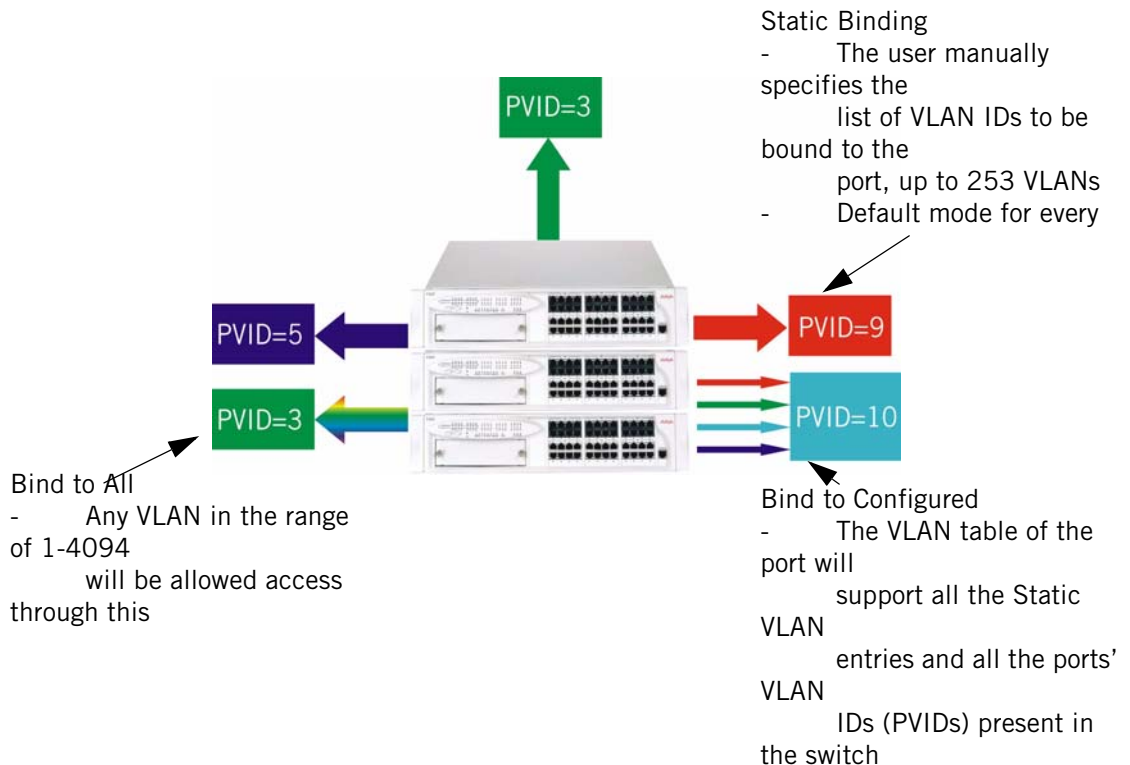 Static Binding
- The user manually
specifies the
list of VLAN IDs to be
bound to the
port, up to 253 VLANs
- Default mode for every
PVID=3
PVID=5
PVID=9
PVID=3
PVID=10
Bind to All
- Any VLAN in the range
of 1-4094
will be allowed access
through this
Bind to Configured
- The VLAN table of the
port will
support all the Static
VLAN
entries and all the ports’
VLAN
IDs (PVIDs) present in
the switch